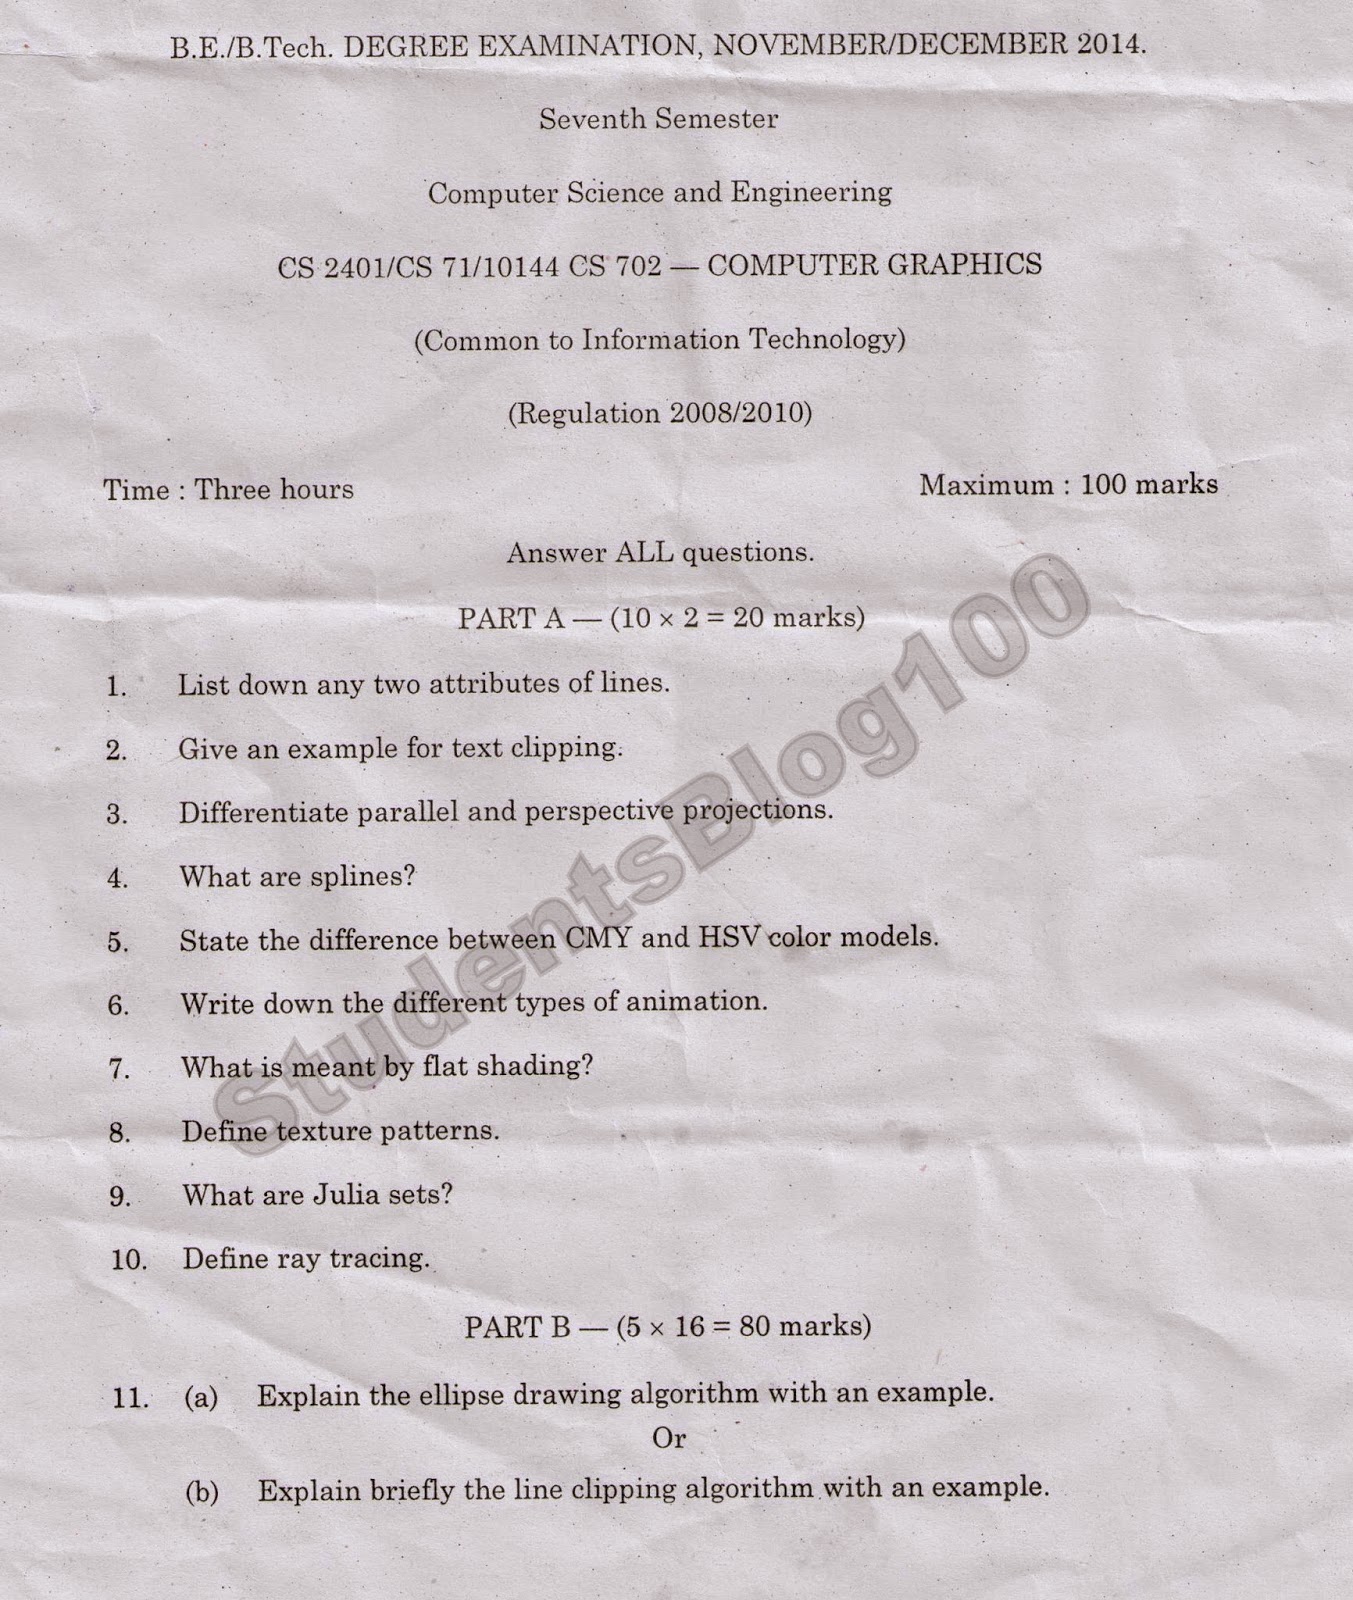 B.E./B.Tech. DEGREE EXAMINATION, NOVEMBER/DECEMBER 2014.
Seventh Semester
Computer Science and Engineering
CS 2401/CS 71/10144 CS 702 — COMPUTER GRAPHICS
(Common to Information Technology)
(Regulation 2008/2010)
Time : Three hours Maximum : 100 marks
Answer ALL questions.
PART A — (10 × 2 = 20 marks)
1. List down any two attributes of lines.
2. Give an example for text clipping.
3. Differentiate parallel and perspective projections.
4. What are splines?
5. State the difference between CMY and HSV color models.
6. Write down the different types of animation.
7. What is meant by flat shading?
8. Define texture patterns.
9. What are Julia sets?
10. Define ray tracing.
PART B — (5 × 16 = 80 marks)
11. (a) Explain the ellipse drawing algorithm with an example.
Or
(b) Explain briefly the line clipping algorithm with an example.
StudentsBlog100